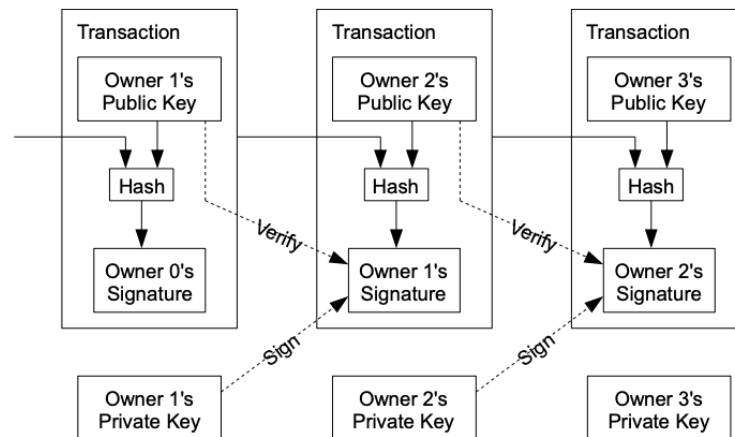 Transaction
Owner 1's
Public Key
Hash
Owner 0's
Signature
Transaction
Owner 2's
Public Key
Hash
Verify
Owner 1's
Signature
Transaction
Owner 3's
Public Key
Hash
Verify
Owner 2's
Signature
Sign
Sign
Owner 1's
Private Key
Owner 2's
Private Key
Owner 3's
Private Key